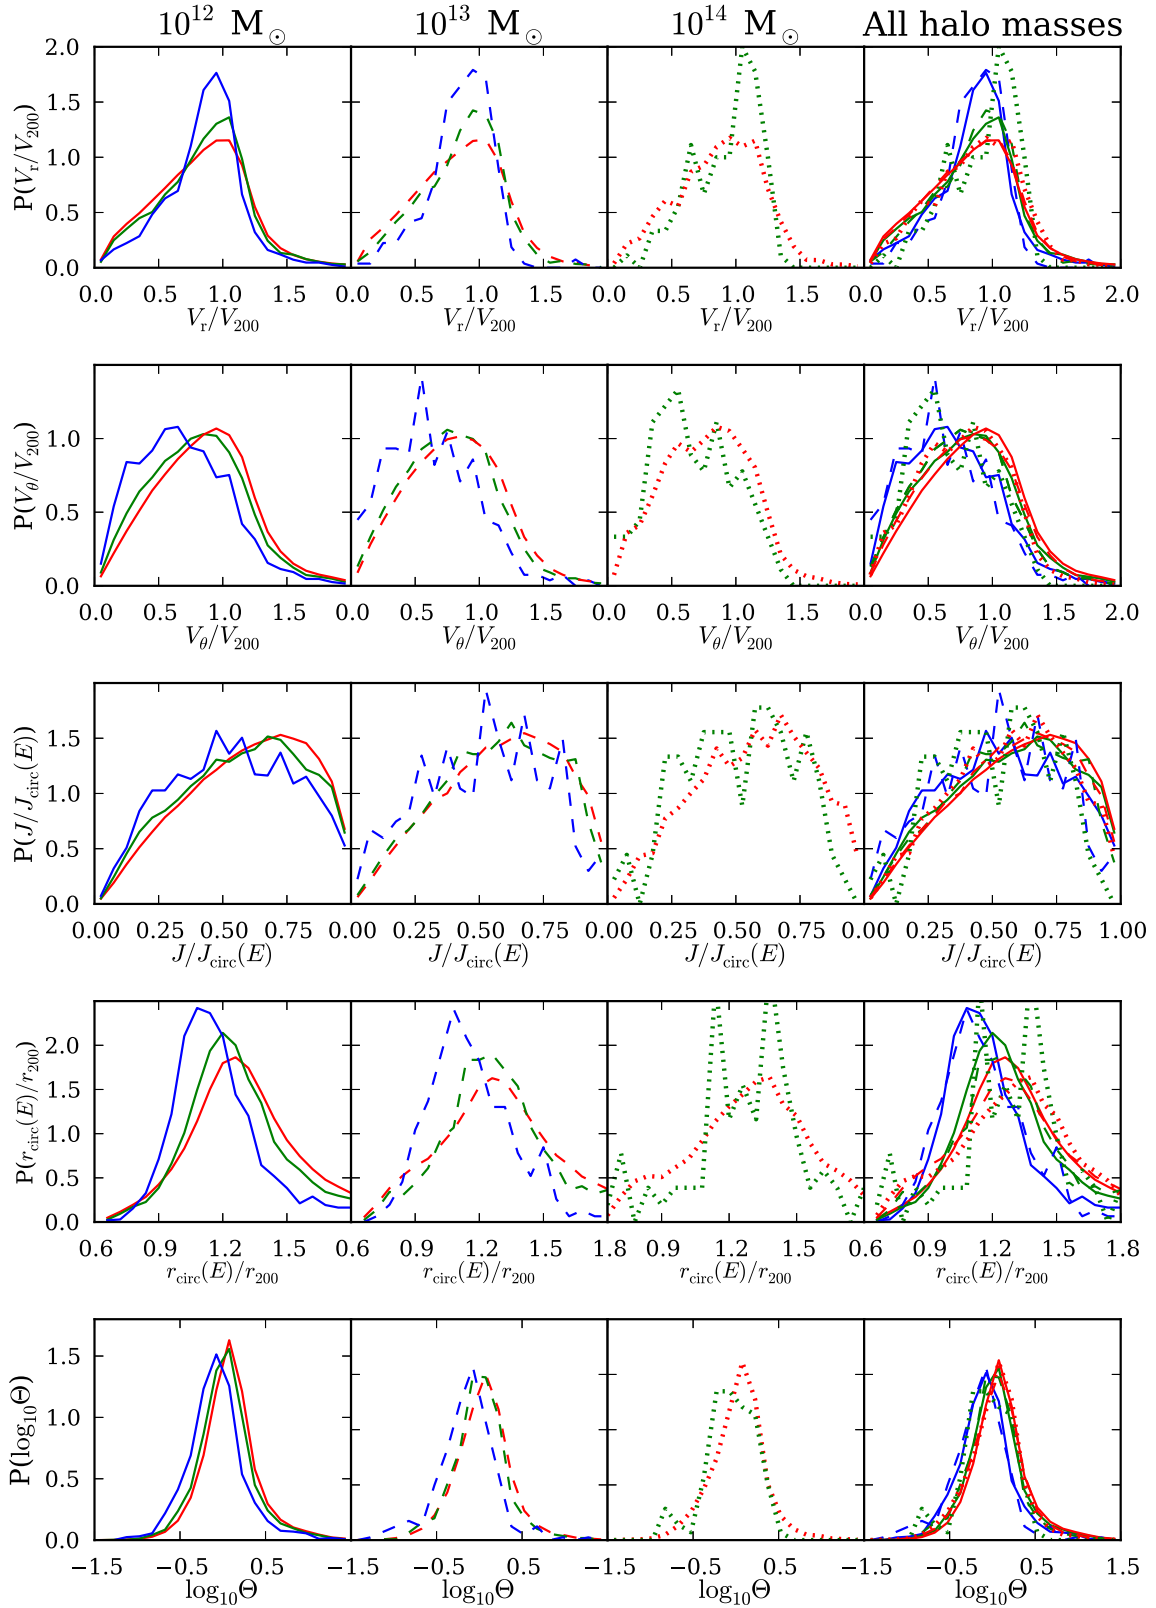 10¹² M⊙ 10¹³ M⊙ 10¹⁴ M⊙ All halo masses
2.0
1.5
1.0
0.5
0.0
P(V_r/V_200)
0.0 0.5 1.0 1.5 0.0 0.5 1.0 1.5 0.0 0.5 1.0 1.5 0.0 0.5 1.0 1.5 2.0
V_r/V_200 V_r/V_200 V_r/V_200 V_r/V_200
1.0
0.5
0.0
P(V_θ/V_200)
0.0 0.5 1.0 1.5 0.0 0.5 1.0 1.5 0.0 0.5 1.0 1.5 0.0 0.5 1.0 1.5 2.0
V_θ/V_200 V_θ/V_200 V_θ/V_200 V_θ/V_200
1.5
1.0
0.5
0.0
P(J/J_circ(E))
0.00 0.25 0.50 0.75 0.00 0.25 0.50 0.75 0.00 0.25 0.50 0.75 0.00 0.25 0.50 0.75 1.00
J/J_circ(E) J/J_circ(E) J/J_circ(E) J/J_circ(E)
2.0
1.5
1.0
0.5
0.0
P(r_circ(E)/r_200)
0.6 0.9 1.2 1.5 0.6 0.9 1.2 1.5 1.8 0.9 1.2 1.5 0.6 0.9 1.2 1.5 1.8
r_circ(E)/r_200 r_circ(E)/r_200 r_circ(E)/r_200 r_circ(E)/r_200
1.5
1.0
0.5
0.0
P(log₁₀Θ)
−1.5 −0.5 0.5 −1.5 −0.5 0.5 −1.5 −0.5 0.5 −1.5 −0.5 0.5 1.5
log₁₀Θ log₁₀Θ log₁₀Θ log₁₀Θ